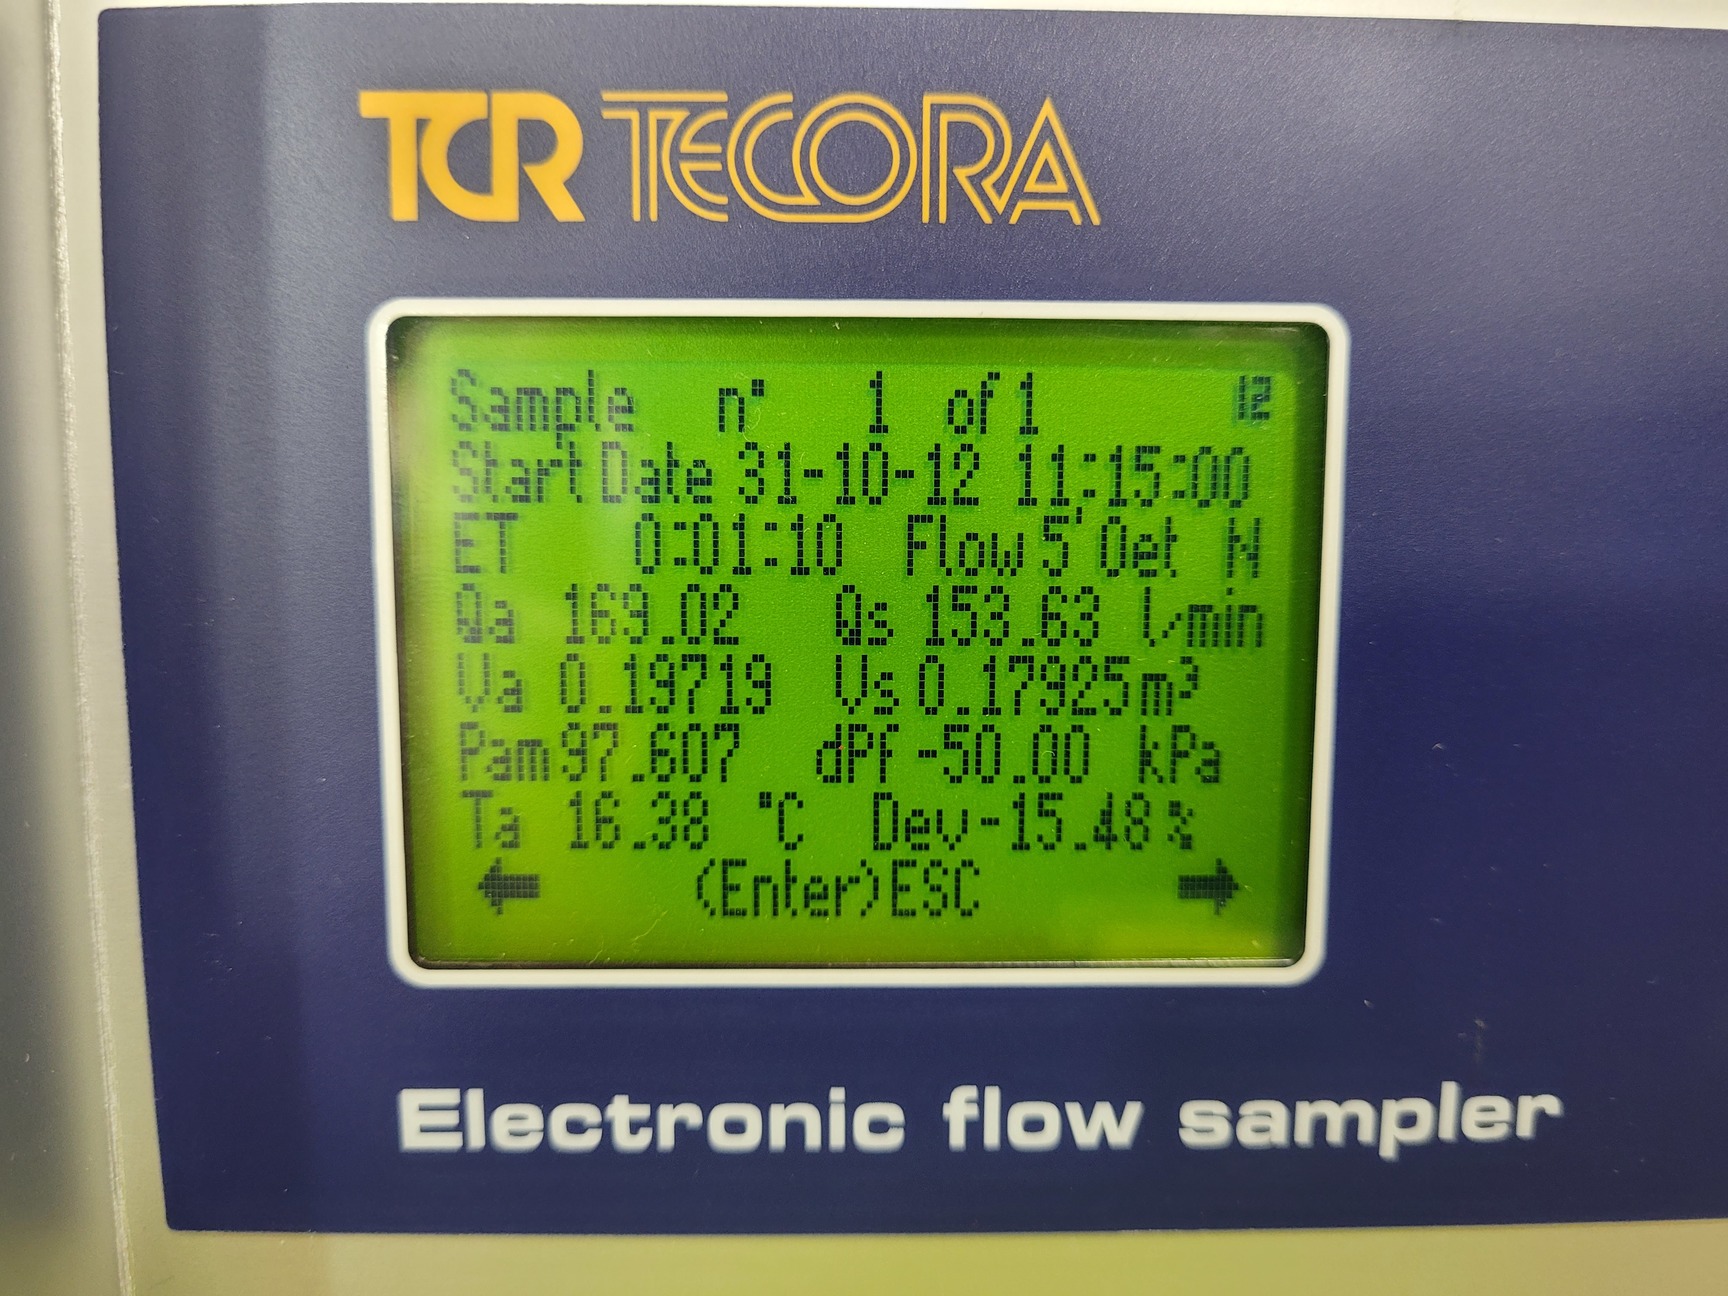 TCR TECORA
Sample n° 1 of 1 12
Start Date 31-10-12 11:15:00
ET 0:01:10 Flow 5' Det N
Qa 169.02 Qs 153.63 l/min
Va 0.19719 Vs 0.17925m³
Pam 97.607 dPf -50.00 kPa
Ta 16.38 °C Dev-15.48%
(Enter)ESC
Electronic flow sampler